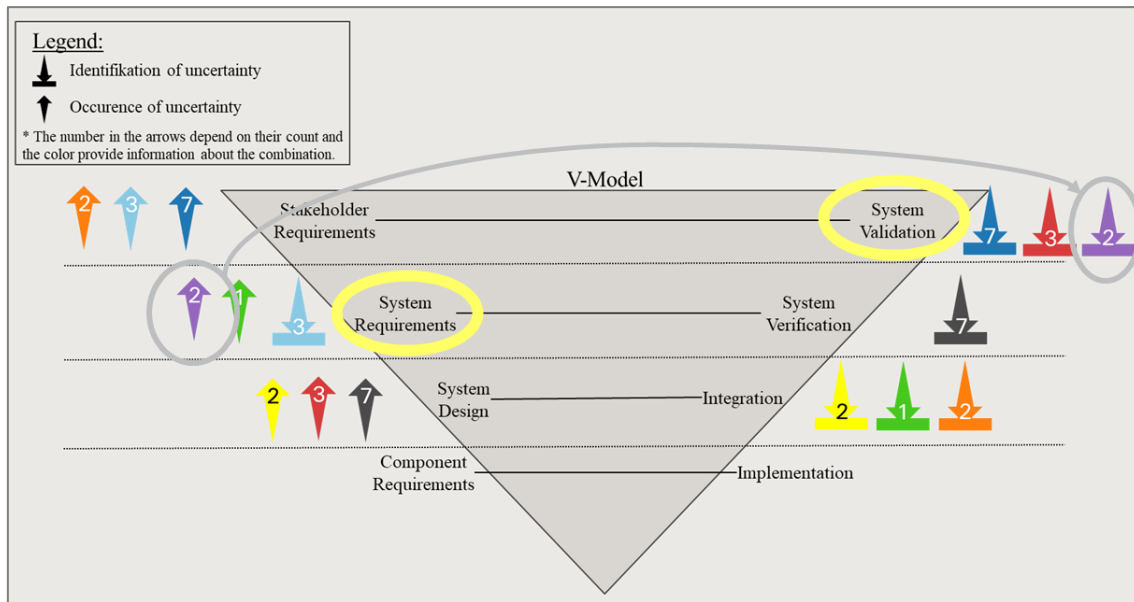 Legend:
Identifikation of uncertainty
Occurence of uncertainty
* The number in the arrows depend on their count and
the color provide information about the combination.
V-Model
2 3 7
Stakeholder
Requirements
System
Validation
7 3 2
2 1 3
System
Requirements
System
Verification
7
2 3 7
System
Design
Integration
2 1 2
Component
Requirements
Implementation